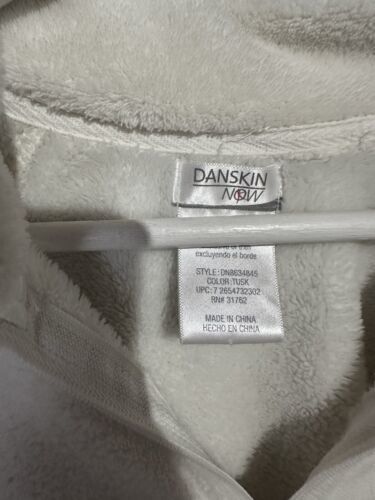 DANSKIN
NOW
excluyendo el borde
STYLE: DN8634845
COLOR: TUSK
UPC: 7 2654732302
RN# 31762
MADE IN CHINA
HECHO EN CHINA